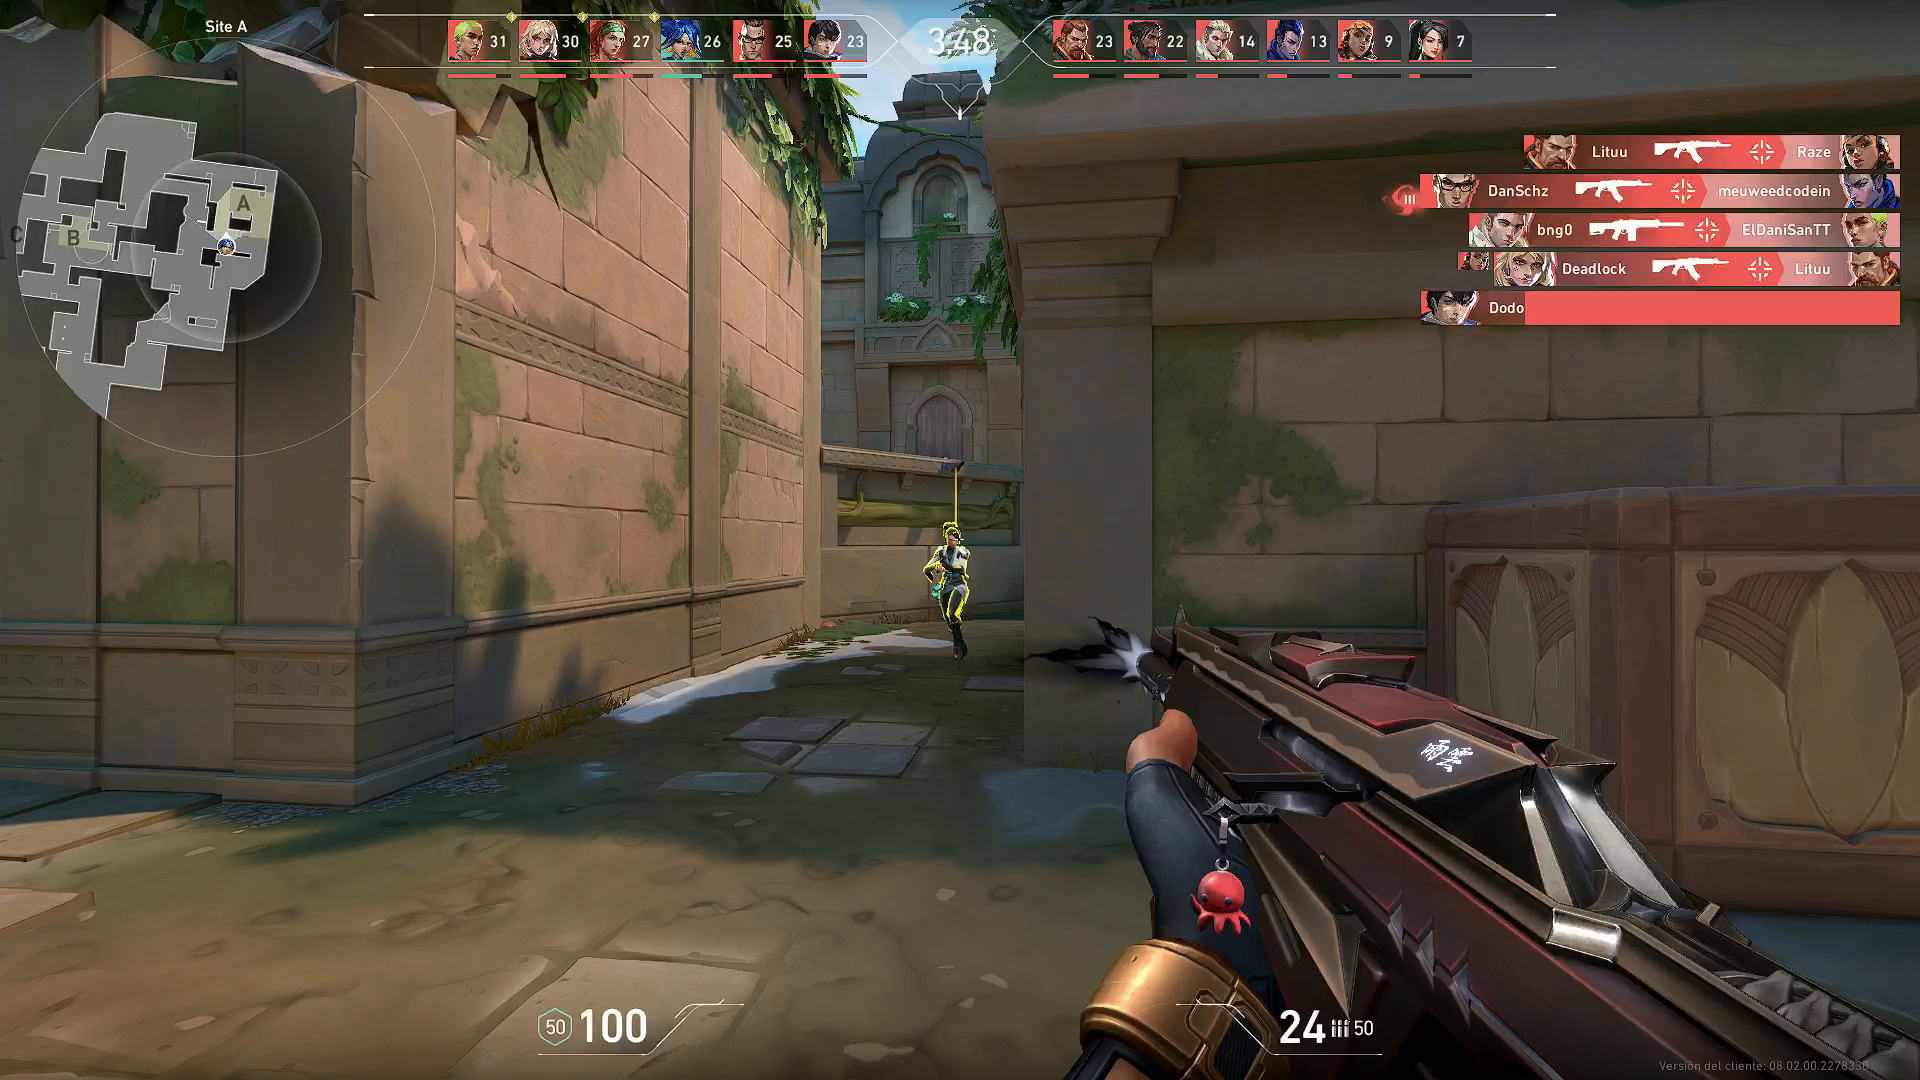 Site A
31
30
27
26
25
23
3:48
23
22
14
13
9
7
Lituu Raze
DanSchz meuweedcodein
III
bng0 ElDaniSanTT
Deadlock Lituu
Dodo
A
B
C
50 100
24 50
Versión del cliente: 08.02.00.2278330